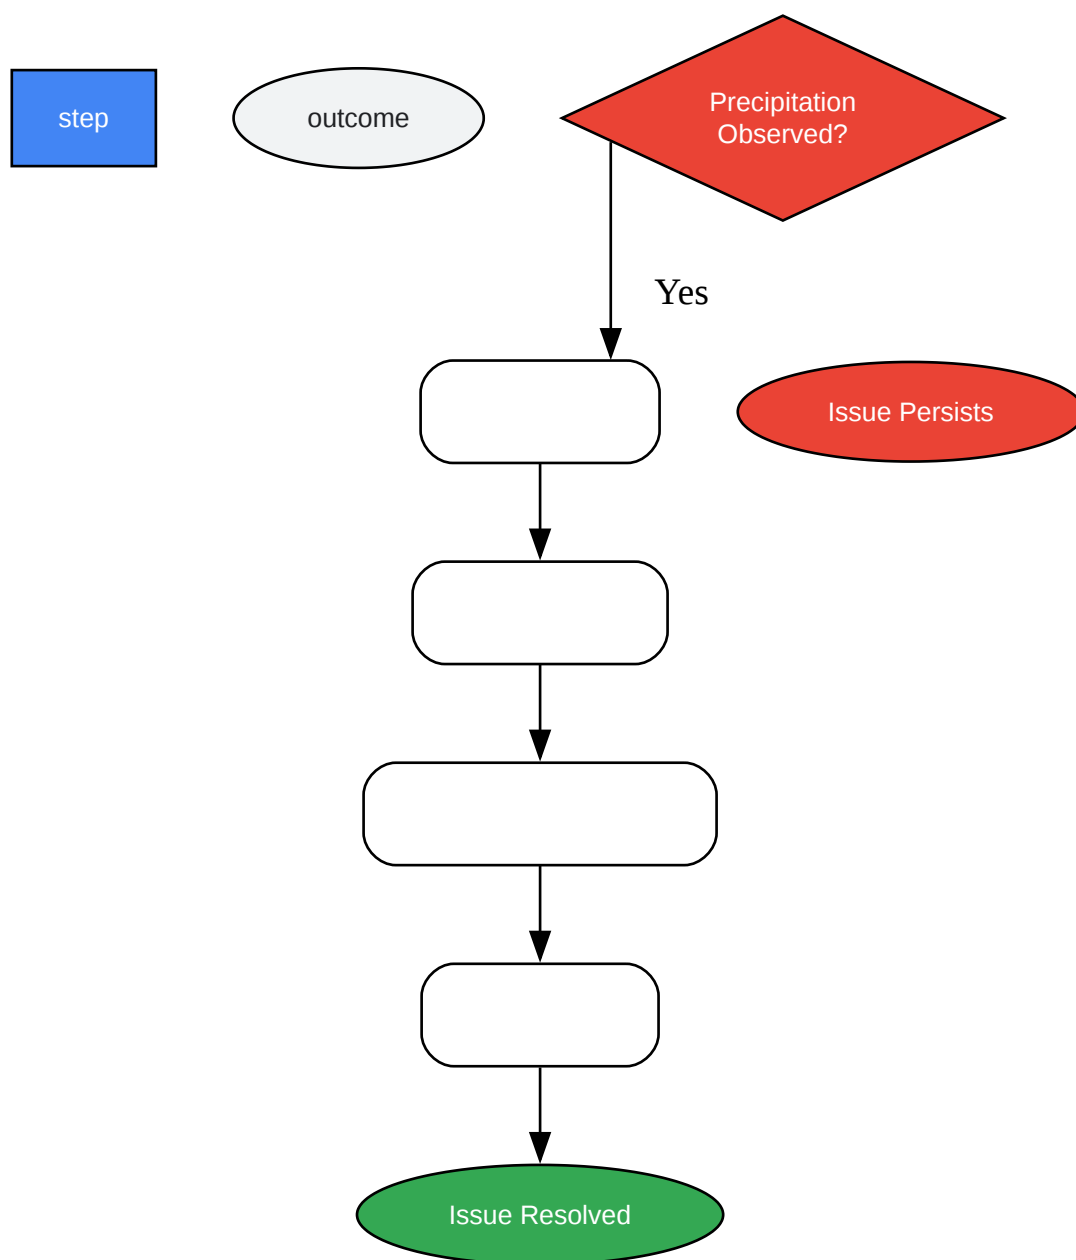 step
outcome
Precipitation
Observed?
Yes
Issue Persists
Issue Resolved